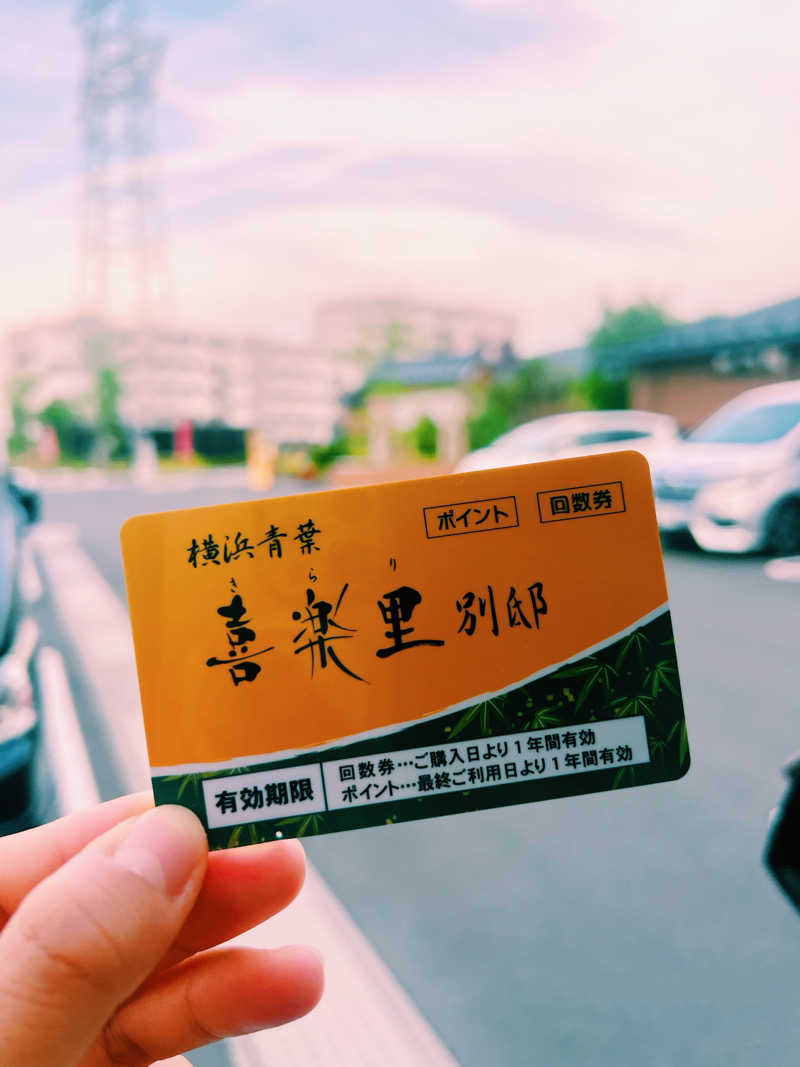 ポイント 回数券
横浜青葉
きらり
喜楽里 別邸
有効期限
回数券…ご購入日より1年間有効
ポイント…最終ご利用日より1年間有効